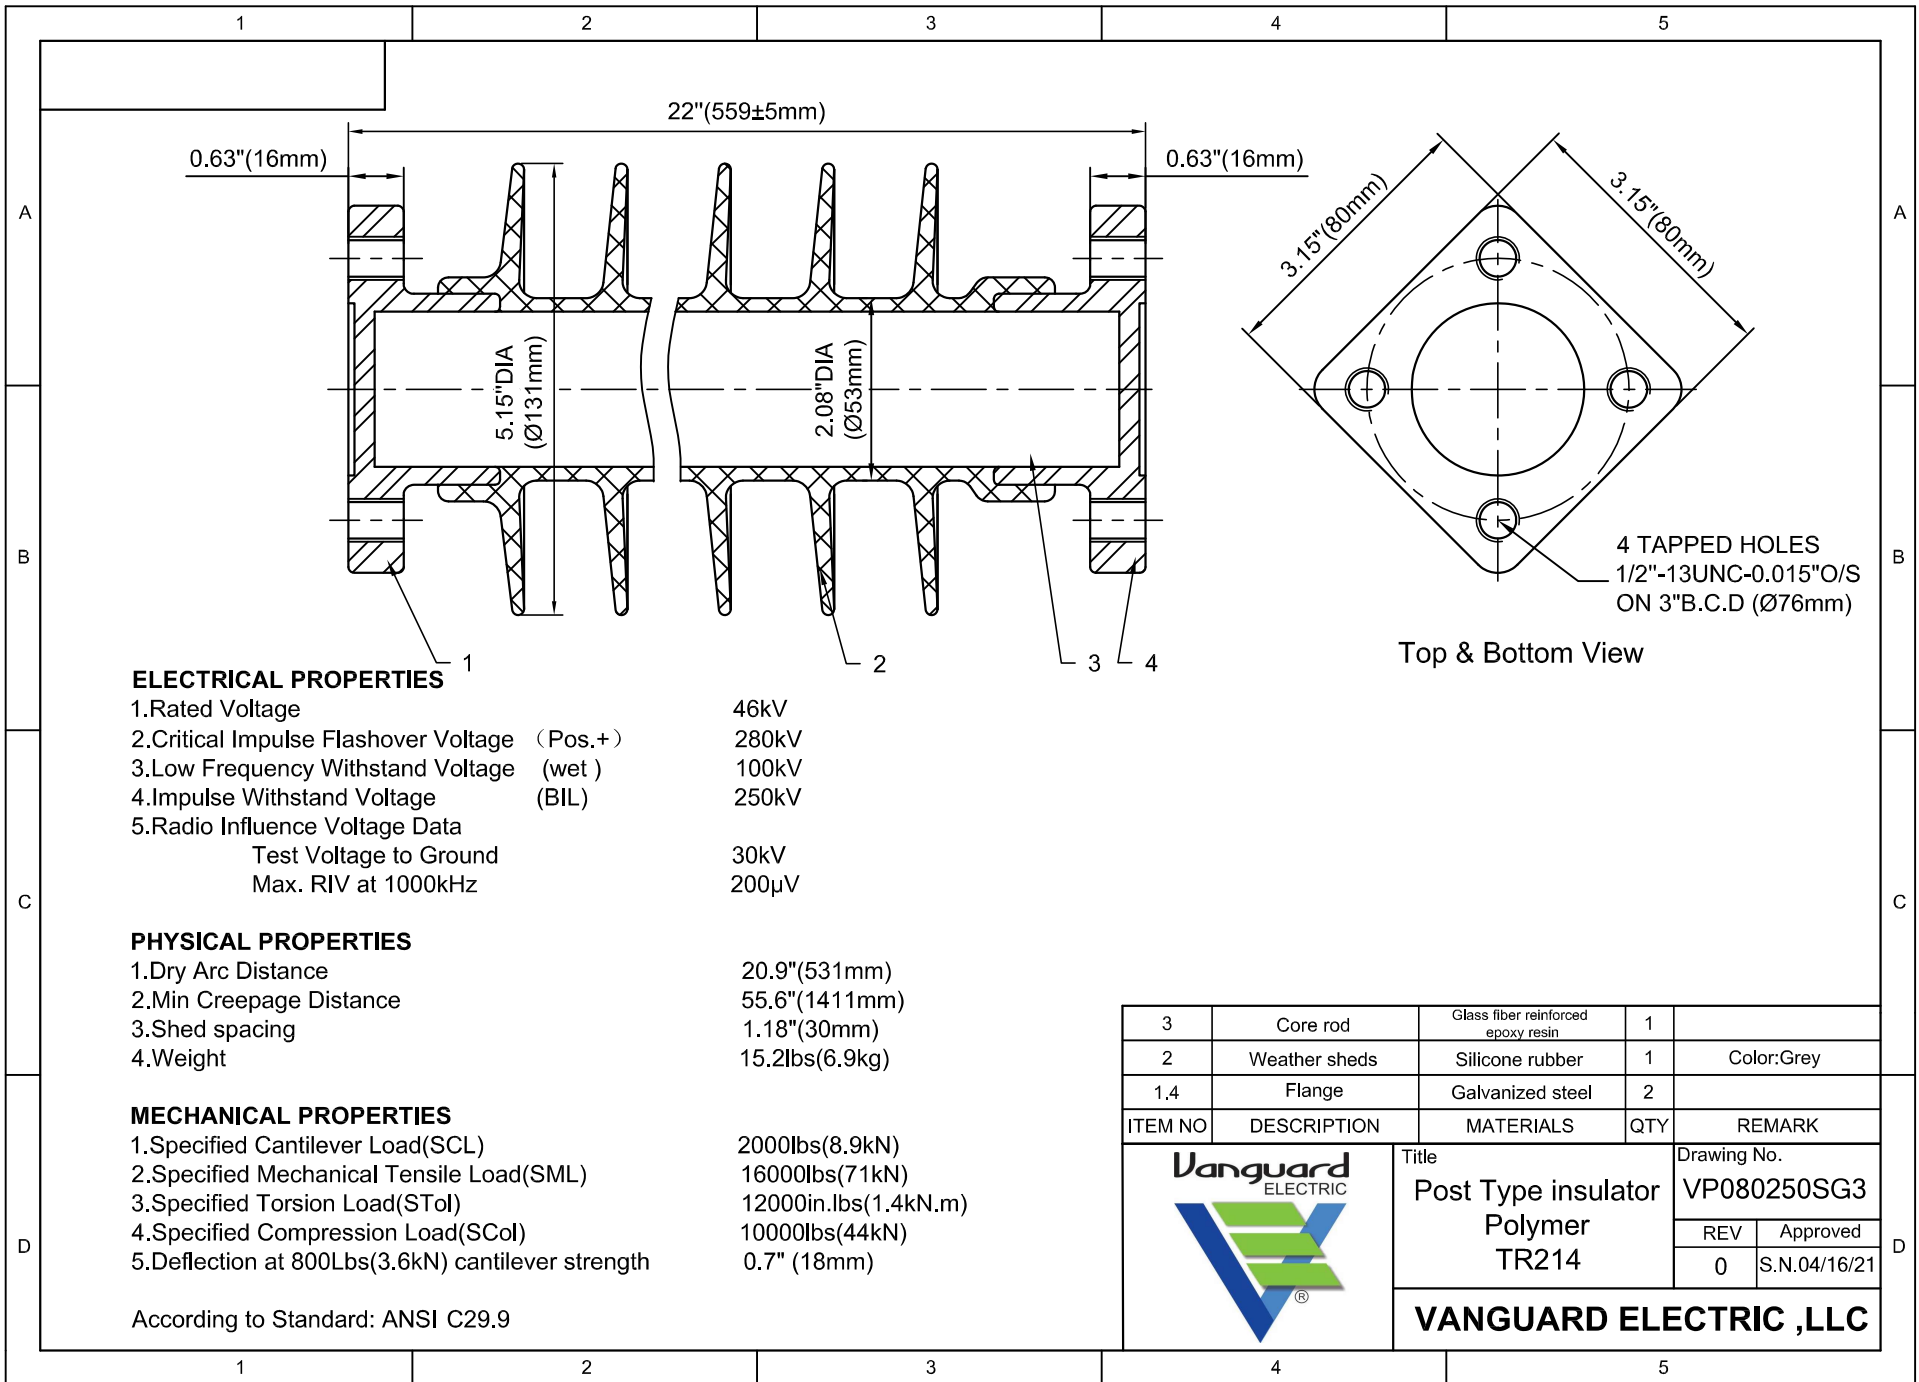 1 2 3 4 5
A A
B B
C C
D D
22"(559±5mm)
0.63"(16mm)
0.63"(16mm)
5.15"DIA
(Ø131mm)
2.08"DIA
(Ø53mm)
3.15"(80mm)
3.15"(80mm)
4 TAPPED HOLES
1/2"-13UNC-0.015"O/S
ON 3"B.C.D (Ø76mm)
Top & Bottom View
1
2
3
4
ELECTRICAL PROPERTIES
1.Rated Voltage 46kV
2.Critical Impulse Flashover Voltage （Pos.+） 280kV
3.Low Frequency Withstand Voltage (wet ) 100kV
4.Impulse Withstand Voltage (BIL) 250kV
5.Radio Influence Voltage Data
Test Voltage to Ground 30kV
Max. RIV at 1000kHz 200µV
PHYSICAL PROPERTIES
1.Dry Arc Distance 20.9"(531mm)
2.Min Creepage Distance 55.6"(1411mm)
3.Shed spacing 1.18"(30mm)
4.Weight 15.2lbs(6.9kg)
MECHANICAL PROPERTIES
1.Specified Cantilever Load(SCL) 2000lbs(8.9kN)
2.Specified Mechanical Tensile Load(SML) 16000lbs(71kN)
3.Specified Torsion Load(STol) 12000in.lbs(1.4kN.m)
4.Specified Compression Load(SCol) 10000lbs(44kN)
5.Deflection at 800Lbs(3.6kN) cantilever strength 0.7" (18mm)
According to Standard: ANSI C29.9
3 Core rod Glass fiber reinforced
epoxy resin 1
2 Weather sheds Silicone rubber 1 Color:Grey
1.4 Flange Galvanized steel 2
ITEM NO DESCRIPTION MATERIALS QTY REMARK
Vanguard
ELECTRIC
®
Title
Post Type insulator
Polymer
TR214
Drawing No.
VP080250SG3
REV Approved
0 S.N.04/16/21
VANGUARD ELECTRIC ,LLC
1 2 3 4 5